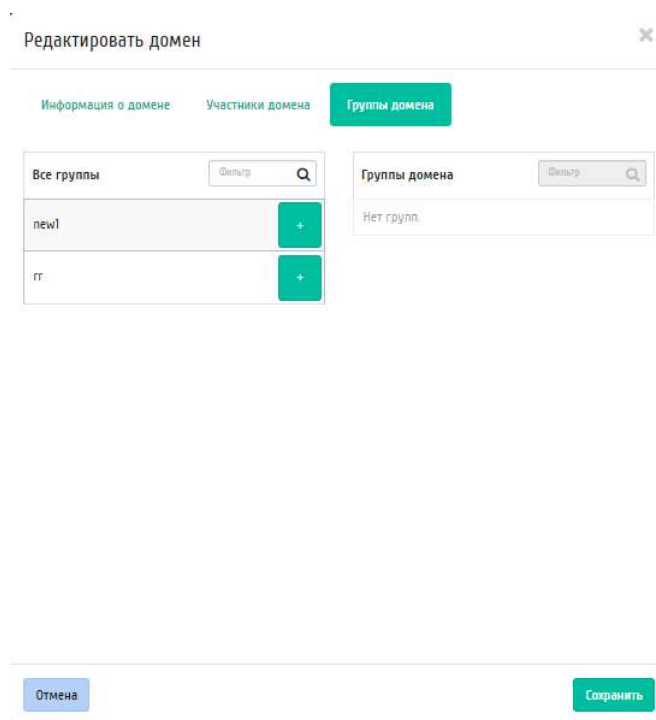 Редактировать домен
Информация о домене Участники домена Группы домена
Все группы Фильтр Группы домена Фильтр
new1 + Нет групп.
rr +
Отмена Сохранить